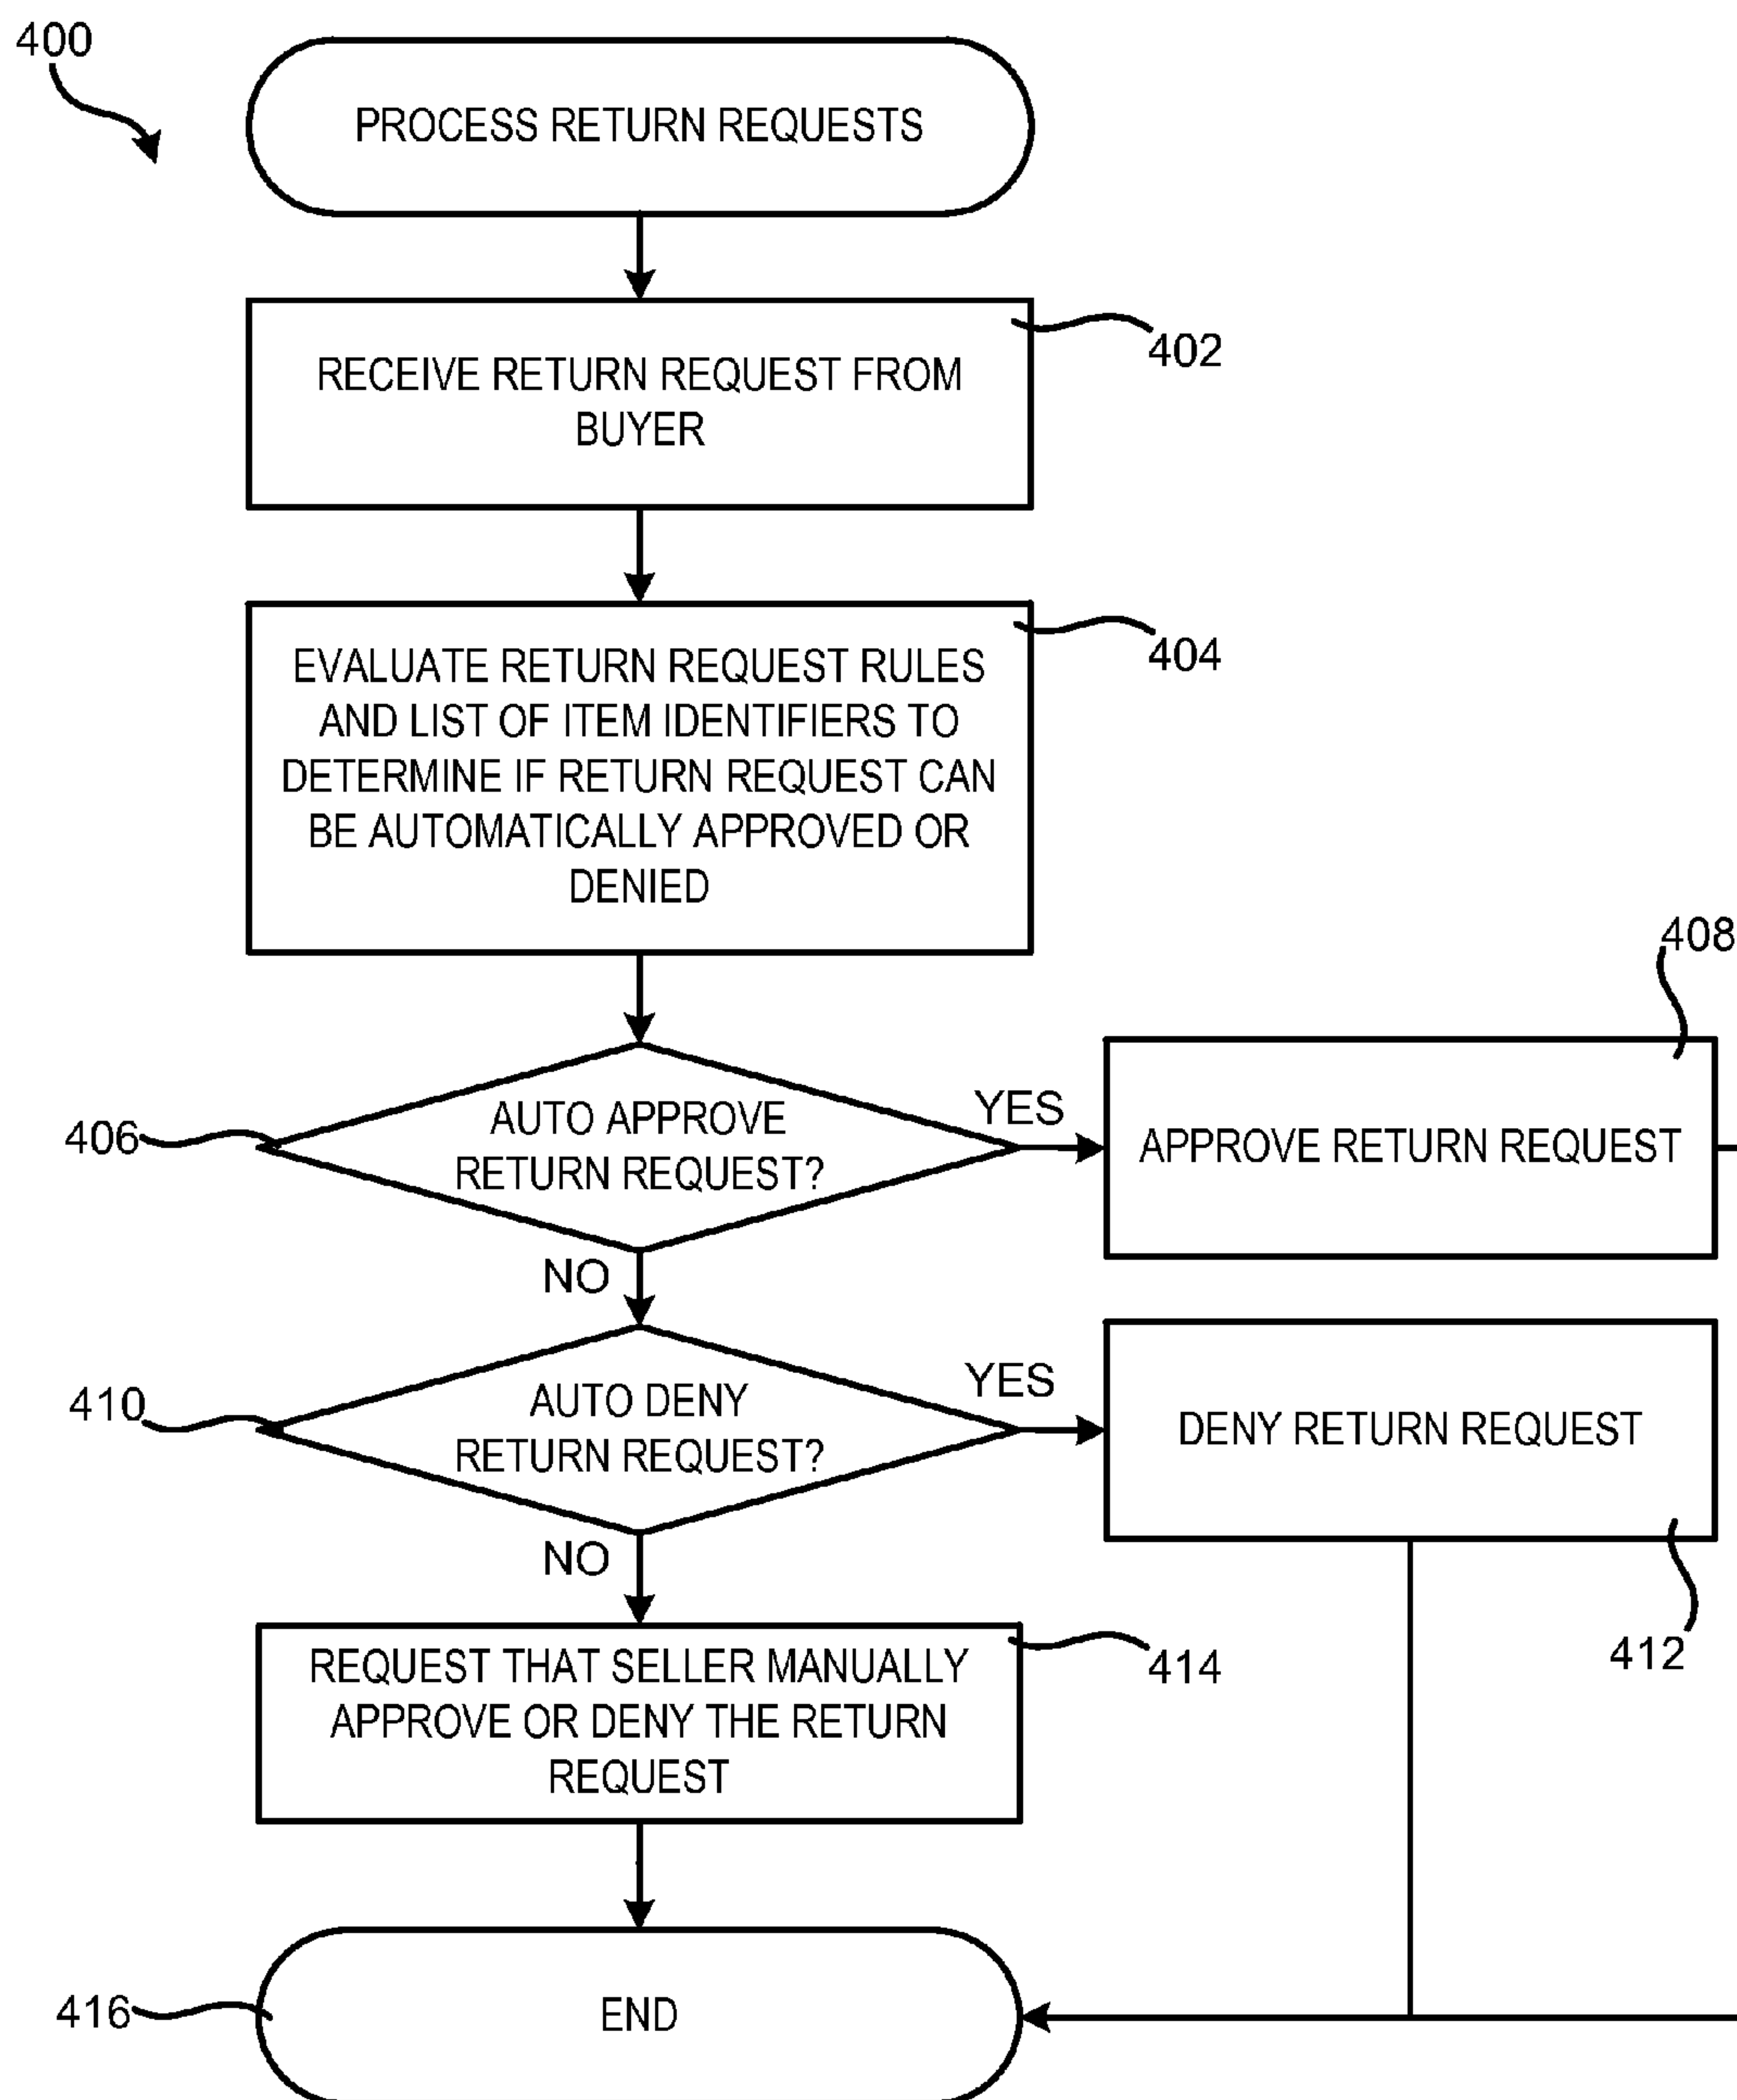 400
PROCESS RETURN REQUESTS
RECEIVE RETURN REQUEST FROM
BUYER
402
EVALUATE RETURN REQUEST RULES
AND LIST OF ITEM IDENTIFIERS TO
DETERMINE IF RETURN REQUEST CAN
BE AUTOMATICALLY APPROVED OR
DENIED
404
406
AUTO APPROVE
RETURN REQUEST?
YES
408
APPROVE RETURN REQUEST
NO
410
AUTO DENY
RETURN REQUEST?
YES
DENY RETURN REQUEST
412
NO
REQUEST THAT SELLER MANUALLY
APPROVE OR DENY THE RETURN
REQUEST
414
416
END